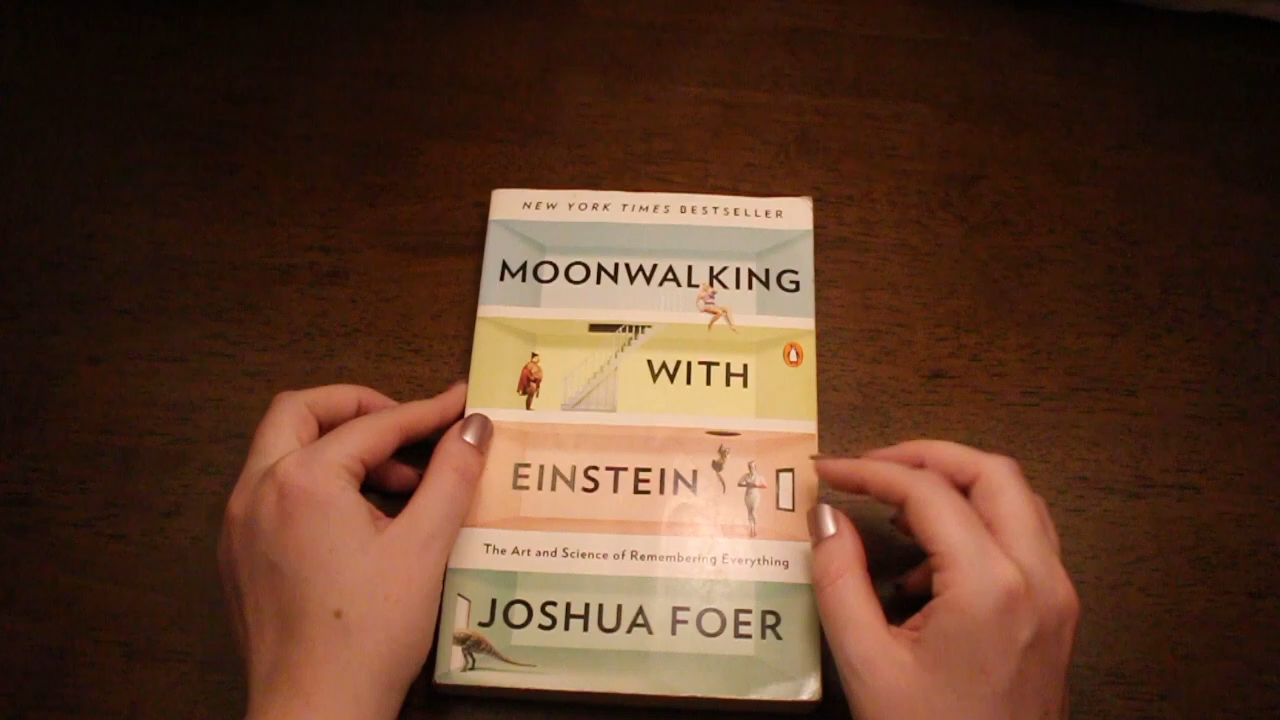 NEW YORK TIMES BESTSELLER
MOONWALKING
WITH
EINSTEIN
The Art and Science of Remembering Everything
JOSHUA FOER